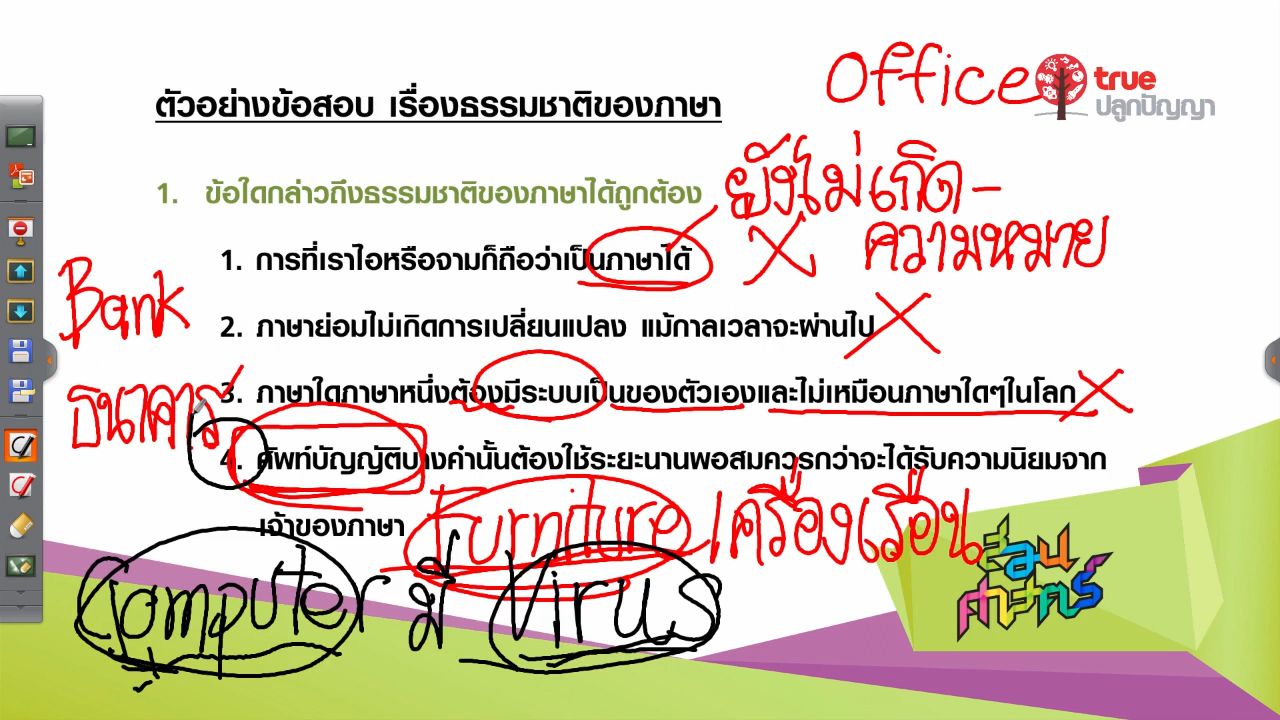 office
true
ปลูกปัญญา
ตัวอย่างข้อสอบ เรื่องธรรมชาติของภาษา
1. ข้อใดกล่าวถึงธรรมชาติของภาษาได้ถูกต้อง
ยังไม่เกิด-
ความหมาย
1. การที่เราไอหรือจามก็ถือว่าเป็นภาษาได้
Bank
2. ภาษาย่อมไม่เกิดการเปลี่ยนแปลง แม้กาลเวลาจะผ่านไป
ธนาคาร
3. ภาษาใดภาษาหนึ่งต้องมีระบบเป็นของตัวเองและไม่เหมือนภาษาใดๆในโลก
4. ศัพท์บัญญัติบางคำนั้นต้องใช้ระยะนานพอสมควรกว่าจะได้รับความนิยมจาก
เจ้าของภาษา
Furniture เครื่องเรือน
Computer มี Virus
สอน
ศาสตร์